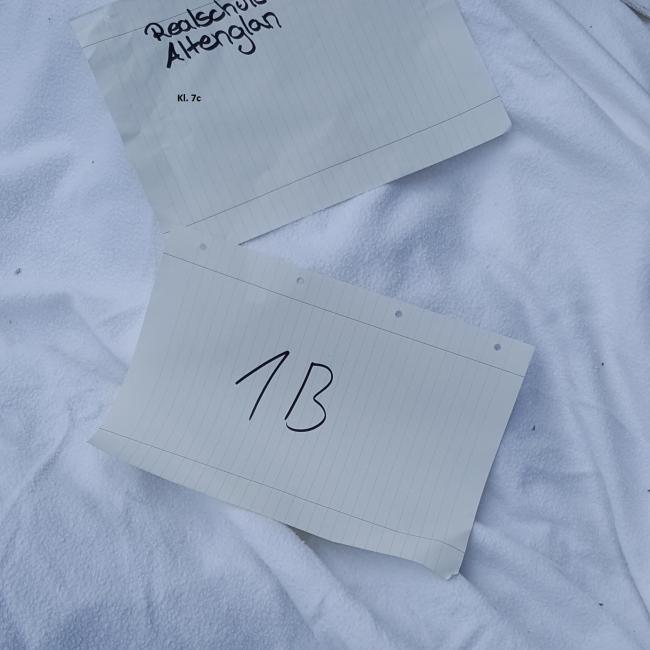 Realschule
Altenglan
Kl. 7c
1B